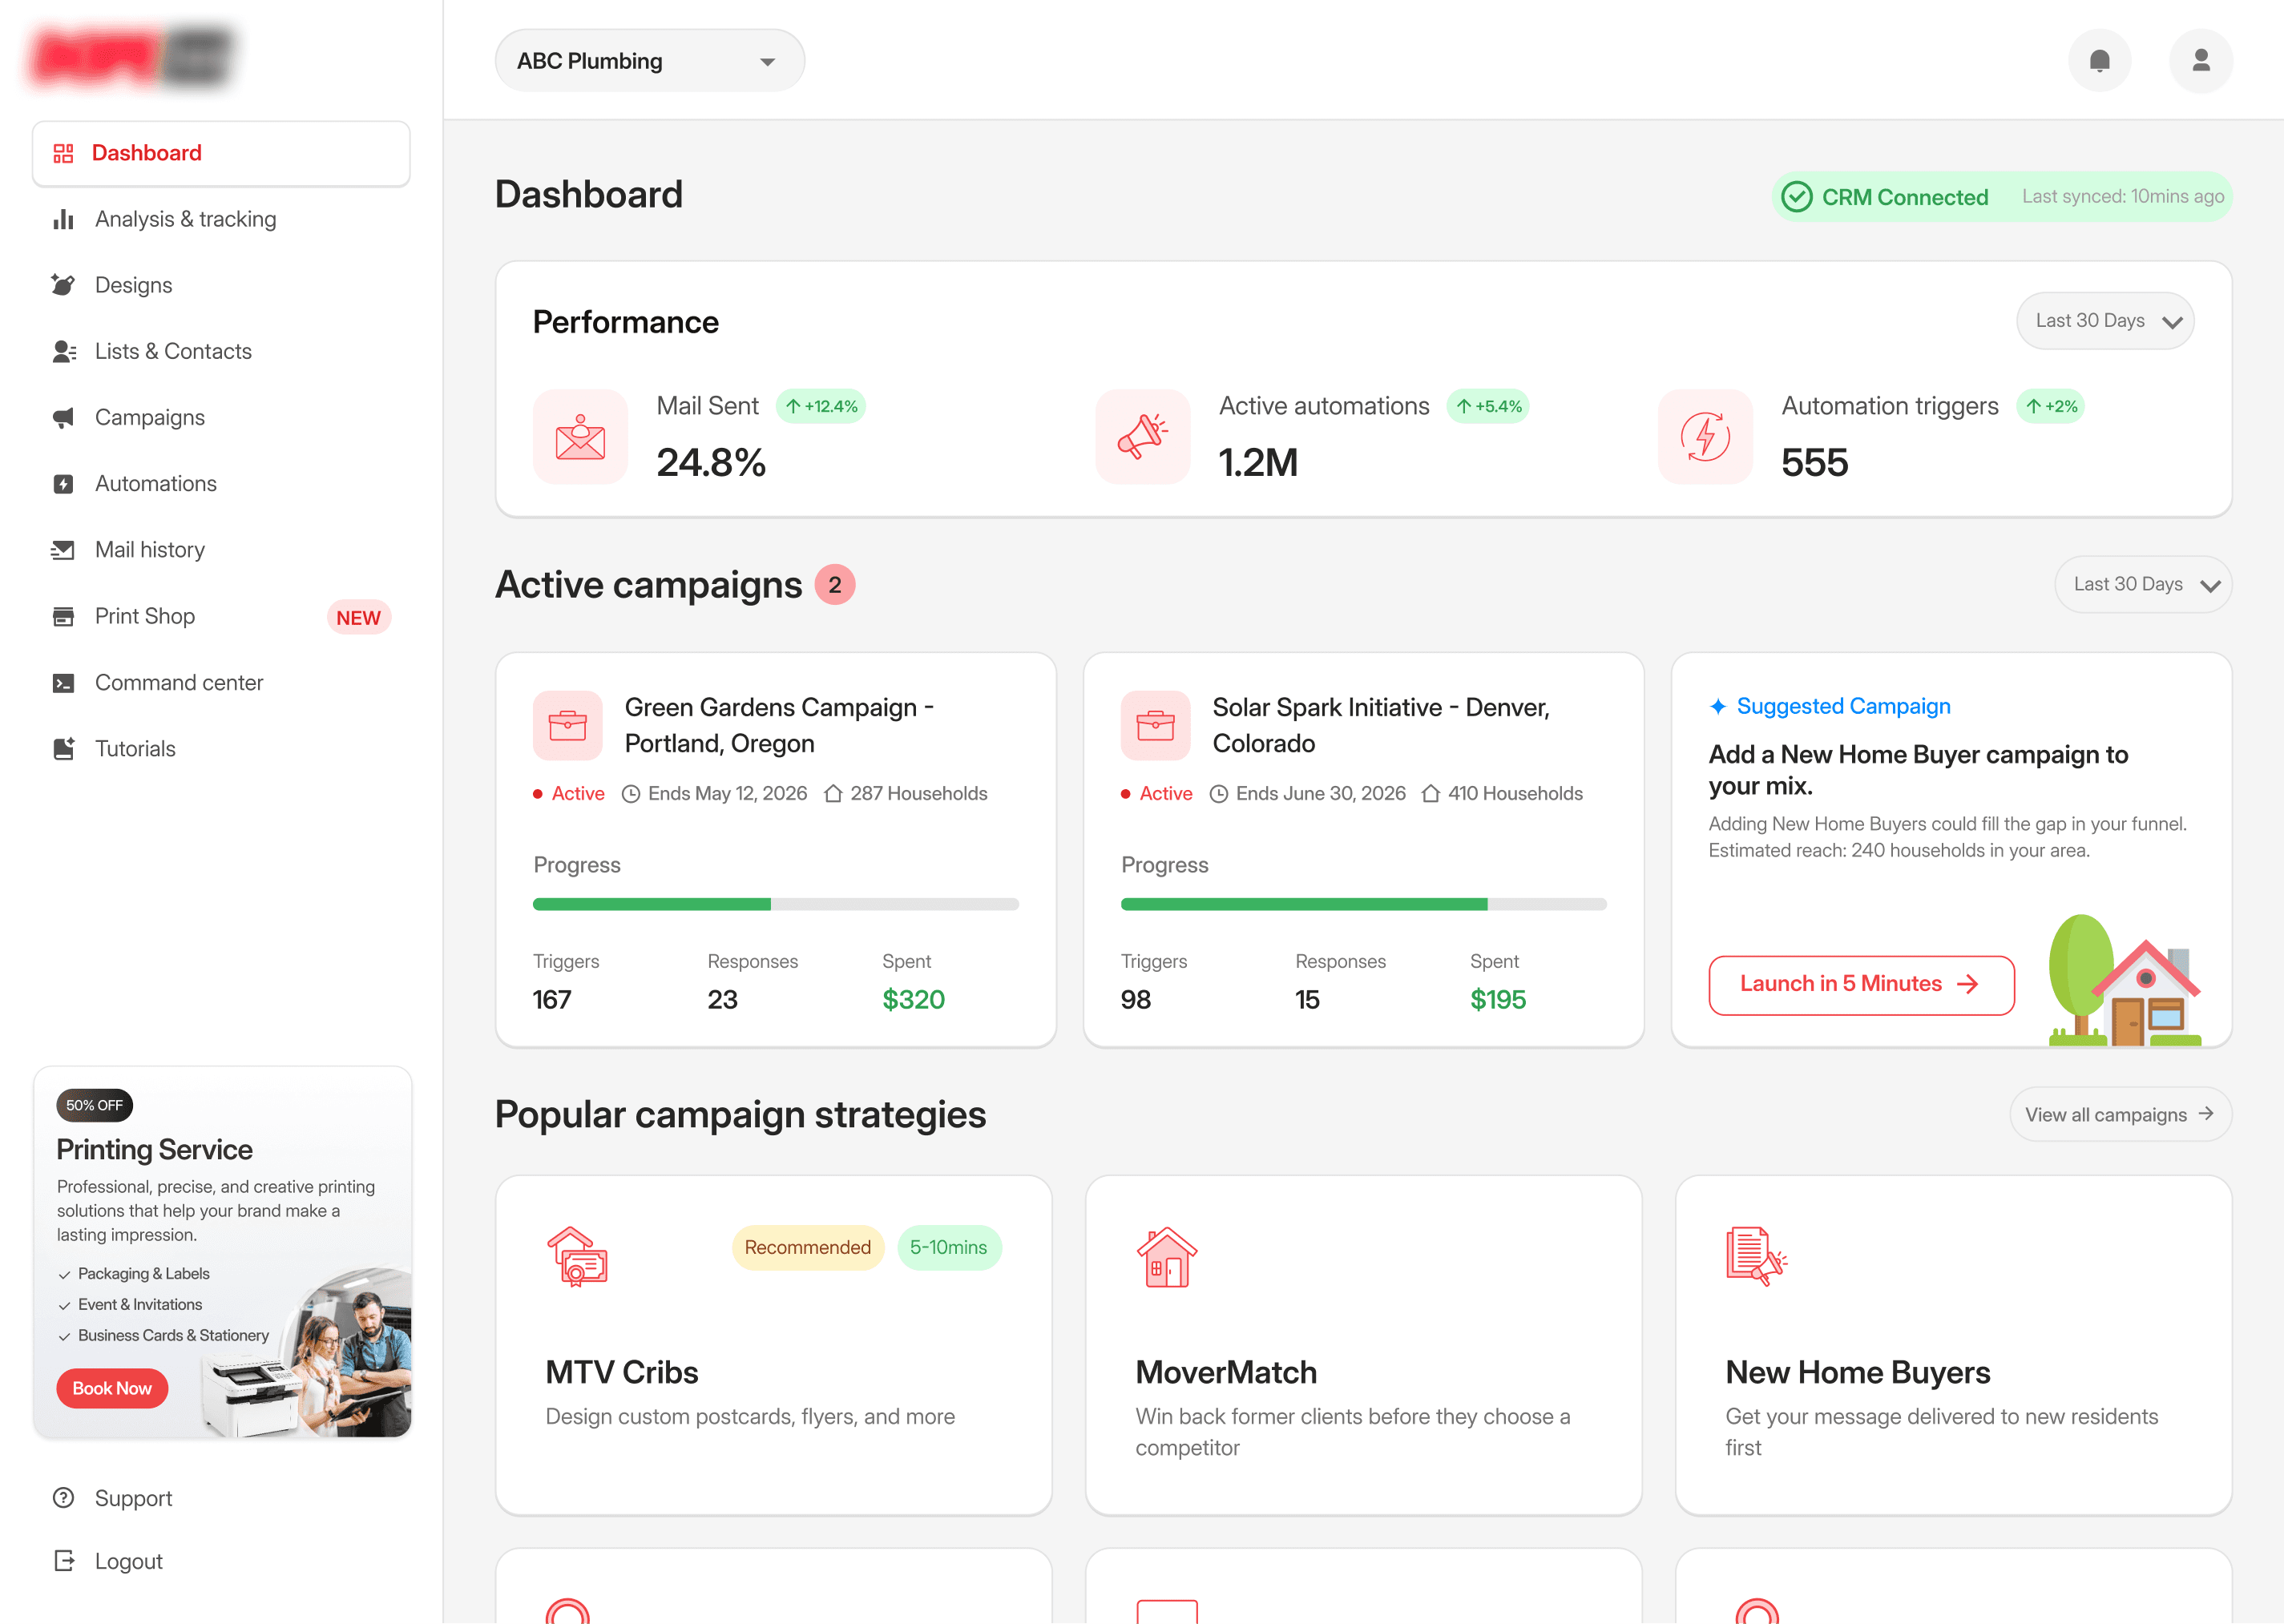 ABC Plumbing
Dashboard
Analysis & tracking
Designs
Lists & Contacts
Campaigns
Automations
Mail history
Print Shop NEW
Command center
Tutorials
50% OFF
Printing Service
Professional, precise, and creative printing
solutions that help your brand make a
lasting impression.
Packaging & Labels
Event & Invitations
Business Cards & Stationery
Book Now
Support
Logout
Dashboard
CRM Connected Last synced: 10mins ago
Performance
Last 30 Days
Mail Sent +12.4%
24.8%
Active automations +5.4%
1.2M
Automation triggers +2%
555
Active campaigns 2
Last 30 Days
Green Gardens Campaign -
Portland, Oregon
Active Ends May 12, 2026 287 Households
Progress
Triggers Responses Spent
167 23 $320
Solar Spark Initiative - Denver,
Colorado
Active Ends June 30, 2026 410 Households
Progress
Triggers Responses Spent
98 15 $195
Suggested Campaign
Add a New Home Buyer campaign to
your mix.
Adding New Home Buyers could fill the gap in your funnel.
Estimated reach: 240 households in your area.
Launch in 5 Minutes
Popular campaign strategies
View all campaigns
Recommended 5-10mins
MTV Cribs
Design custom postcards, flyers, and more
MoverMatch
Win back former clients before they choose a
competitor
New Home Buyers
Get your message delivered to new residents
first